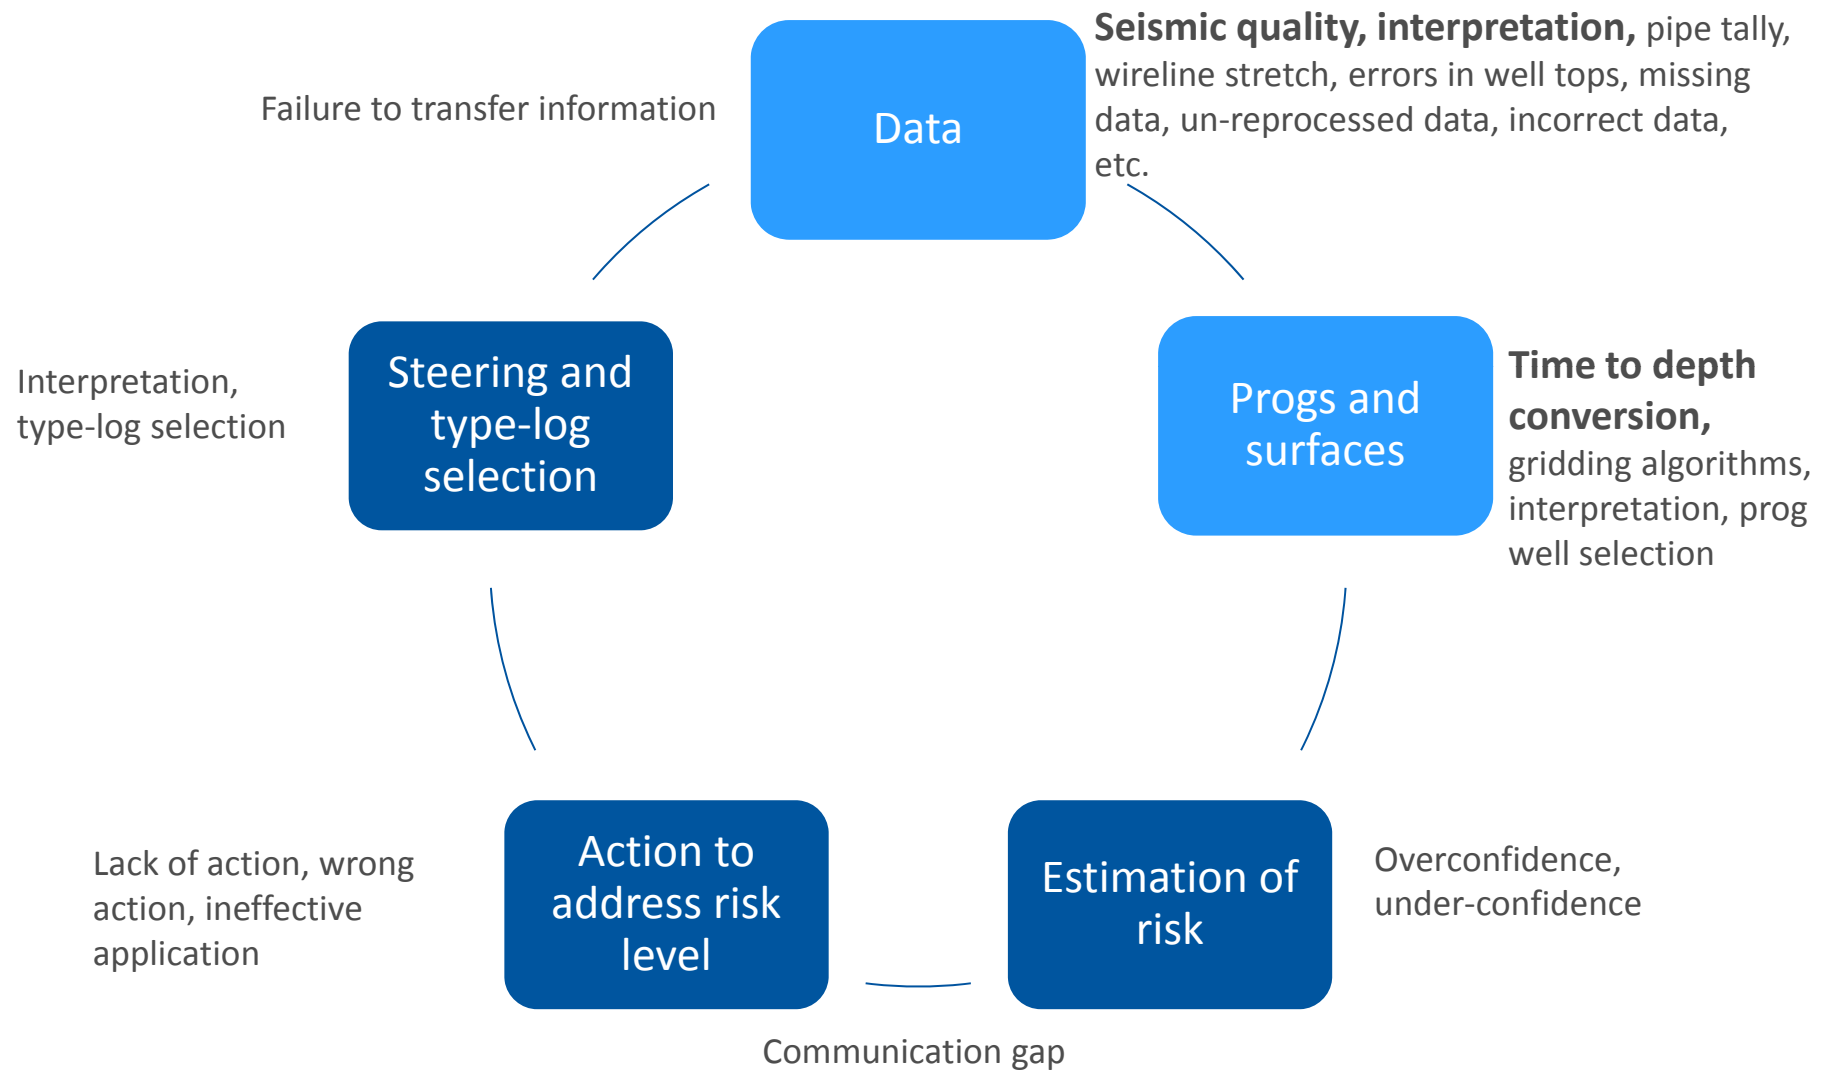 Seismic quality, interpretation, pipe tally,
wireline stretch, errors in well tops, missing
data, un-reprocessed data, incorrect data,
etc.
Failure to transfer information
Data
Steering and
type-log
selection
Interpretation,
type-log selection
Progs and
surfaces
Time to depth
conversion,
gridding algorithms,
interpretation, prog
well selection
Action to
address risk
level
Lack of action, wrong
action, ineffective
application
Estimation of
risk
Overconfidence,
under-confidence
Communication gap